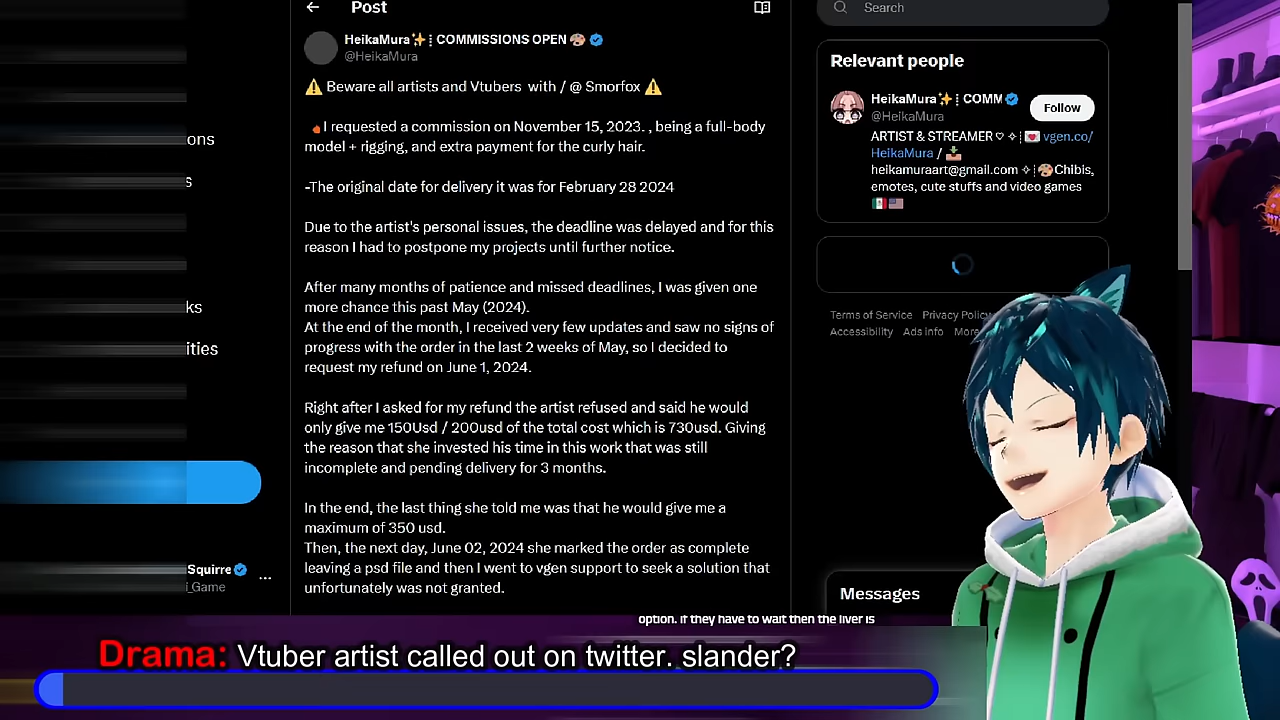 Post
Search
HeikaMura✨⋮ COMMISSIONS OPEN 🎨
@HeikaMura
⚠️ Beware all artists and Vtubers with / @ Smorfox ⚠️
I requested a commission on November 15, 2023. , being a full-body
model + rigging, and extra payment for the curly hair.
-The original date for delivery it was for February 28 2024
Due to the artist's personal issues, the deadline was delayed and for this
reason I had to postpone my projects until further notice.
After many months of patience and missed deadlines, I was given one
more chance this past May (2024).
At the end of the month, I received very few updates and saw no signs of
progress with the order in the last 2 weeks of May, so I decided to
request my refund on June 1, 2024.
Right after I asked for my refund the artist refused and said he would
only give me 150Usd / 200usd of the total cost which is 730usd. Giving
the reason that she invested his time in this work that was still
incomplete and pending delivery for 3 months.
In the end, the last thing she told me was that he would give me a
maximum of 350 usd.
Then, the next day, June 02, 2024 she marked the order as complete
leaving a psd file and then I went to vgen support to seek a solution that
unfortunately was not granted.
Relevant people
HeikaMura✨⋮ COMM
@HeikaMura
Follow
ARTIST & STREAMER ♡ ✧⋮💌 vgen.co/
HeikaMura / 📥
heikamuraart@gmail.com ✧⋮🎨Chibis,
emotes, cute stuffs and video games
🇲🇽🇺🇸
Terms of Service Privacy Policy
Accessibility Ads info More
ons
s
ks
ities
Squirre
_Game
...
Messages
option. if they have to wait then the liver is
Drama: Vtuber artist called out on twitter. slander?